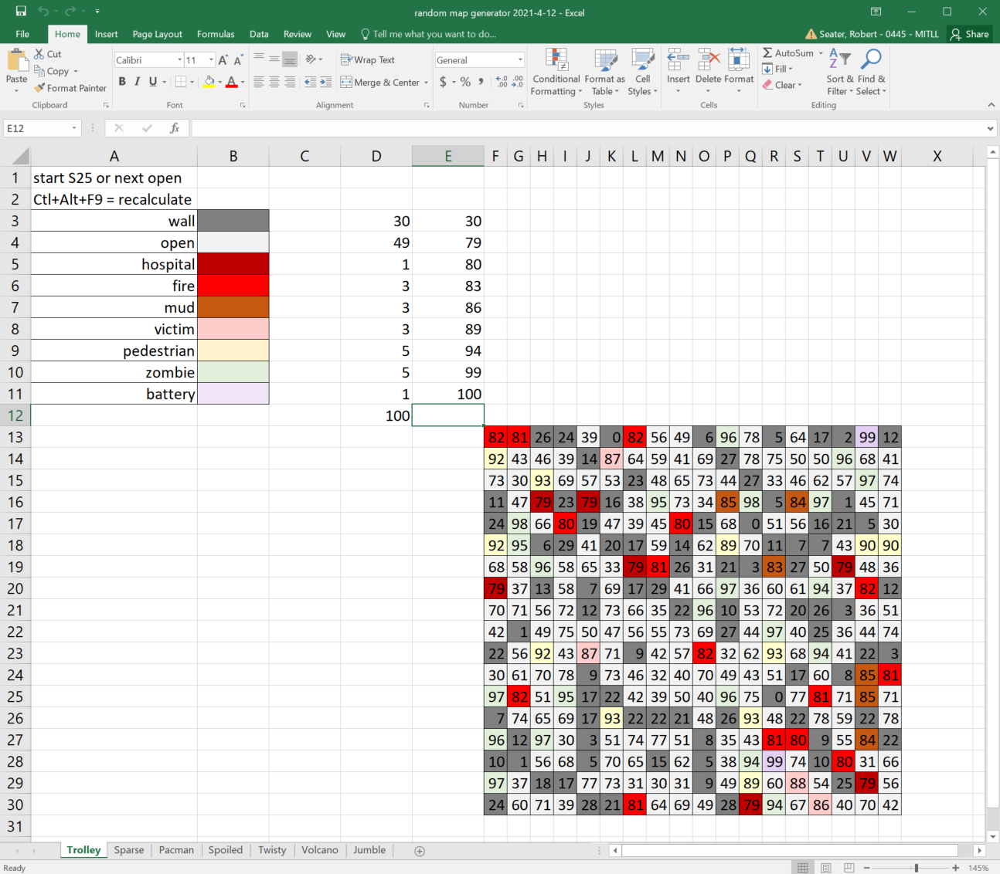 random map generator 2021-4-12 - Excel
File Home Insert Page Layout Formulas Data Review View Tell me what you want to do... Seater, Robert - 0445 - MITLL Share
Paste Cut Copy Format Painter Clipboard
Calibri 11 A A B I U A Font
Wrap Text Merge & Center Alignment
General $ % , .0 .00 .00 .0 Number
Conditional Formatting Format as Table Cell Styles Styles
Insert Delete Format Cells
AutoSum Fill Clear Sort & Filter Find & Select Editing
E12 fx
A B C D E F G H I J K L M N O P Q R S T U V W X
1 start S25 or next open
2 Ctl+Alt+F9 = recalculate
3 wall 30 30
4 open 49 79
5 hospital 1 80
6 fire 3 83
7 mud 3 86
8 victim 3 89
9 pedestrian 5 94
10 zombie 5 99
11 battery 1 100
12 100
13 82 81 26 24 39 0 82 56 49 6 96 78 5 64 17 2 99 12
14 92 43 46 39 14 87 64 59 41 69 27 78 75 50 50 96 68 41
15 73 30 93 69 57 53 23 48 65 73 44 27 33 46 62 57 97 74
16 11 47 79 23 79 16 38 95 73 34 85 98 5 84 97 1 45 71
17 24 98 66 80 19 47 39 45 80 15 68 0 51 56 16 21 5 30
18 92 95 6 29 41 20 17 59 14 62 89 70 11 7 7 43 90 90
19 68 58 96 58 65 33 79 81 26 31 21 3 83 27 50 79 48 36
20 79 37 13 58 7 69 17 29 41 66 97 36 60 61 94 37 82 12
21 70 71 56 72 12 73 66 35 22 96 10 53 72 20 26 3 36 51
22 42 1 49 75 50 47 56 55 73 69 27 44 97 40 25 36 44 74
23 22 56 92 43 87 71 9 42 57 82 32 62 93 68 94 41 22 3
24 30 61 70 78 9 73 46 32 40 70 49 43 51 17 60 8 85 81
25 97 82 51 95 17 22 42 39 50 40 96 75 0 77 81 71 85 71
26 7 74 65 69 17 93 22 22 21 48 26 93 48 22 78 59 22 78
27 96 12 97 30 3 51 74 77 51 8 35 43 81 80 9 55 84 22
28 10 1 56 68 5 70 65 15 62 5 38 94 99 74 10 80 31 66
29 97 37 18 17 77 73 31 30 31 9 49 89 60 88 54 25 79 56
30 24 60 71 39 28 21 81 64 69 49 28 79 94 67 86 40 70 42
31
Trolley Sparse Pacman Spoiled Twisty Volcano Jumble
Ready 145%